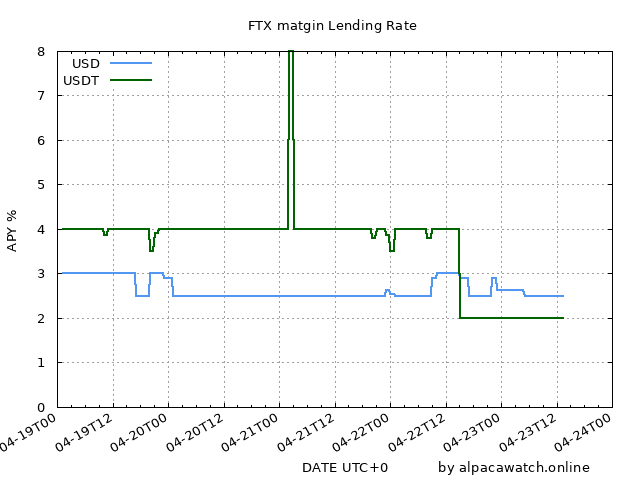 FTX matgin Lending Rate
8
USD
USDT
7
6
5
APY %
4
3
2
1
0
04-19T00 04-19T12 04-20T00 04-20T12 04-21T00 04-21T12 04-22T00 04-22T12 04-23T00 04-23T12 04-24T00
DATE UTC+0 by alpacawatch.online